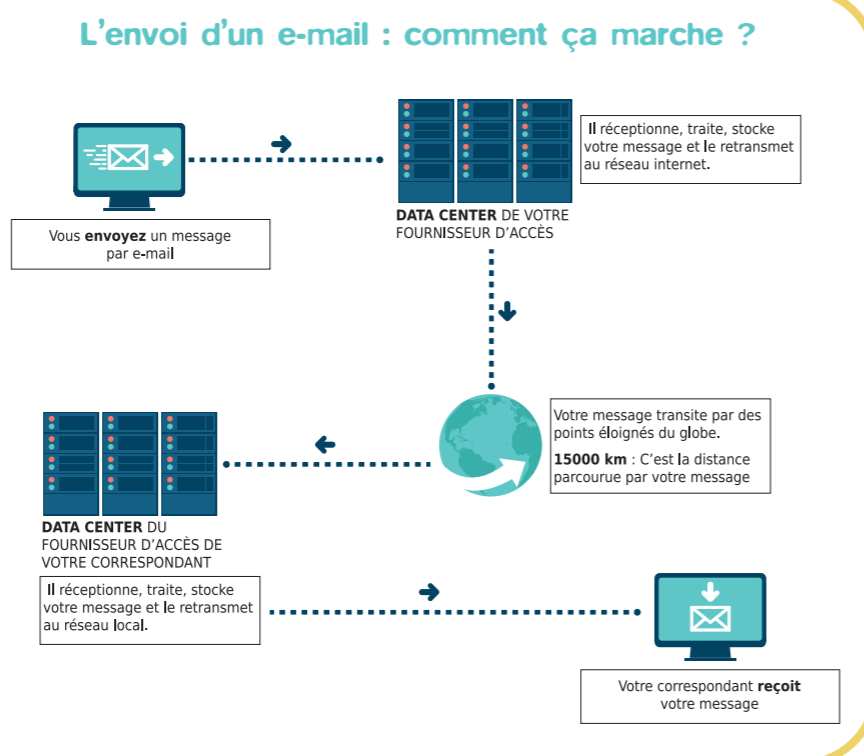 L'envoi d'un e-mail : comment ça marche ?
Vous envoyez un message
par e-mail
DATA CENTER DE VOTRE
FOURNISSEUR D'ACCÈS
Il réceptionne, traite, stocke
votre message et le retransmet
au réseau internet.
Votre message transite par des
points éloignés du globe.
15000 km : C'est la distance
parcourue par votre message
DATA CENTER DU
FOURNISSEUR D'ACCÈS DE
VOTRE CORRESPONDANT
Il réceptionne, traite, stocke
votre message et le retransmet
au réseau local.
Votre correspondant reçoit
votre message